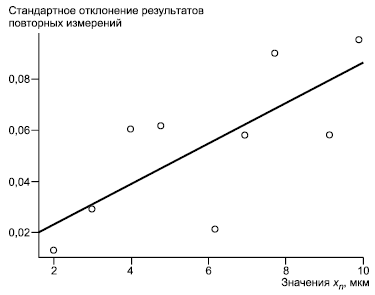 Стандартное отклонение результатов
повторных измерений
0,08
0,06
0,04
0,02
2 4 6 8 10
Значения xn, мкм